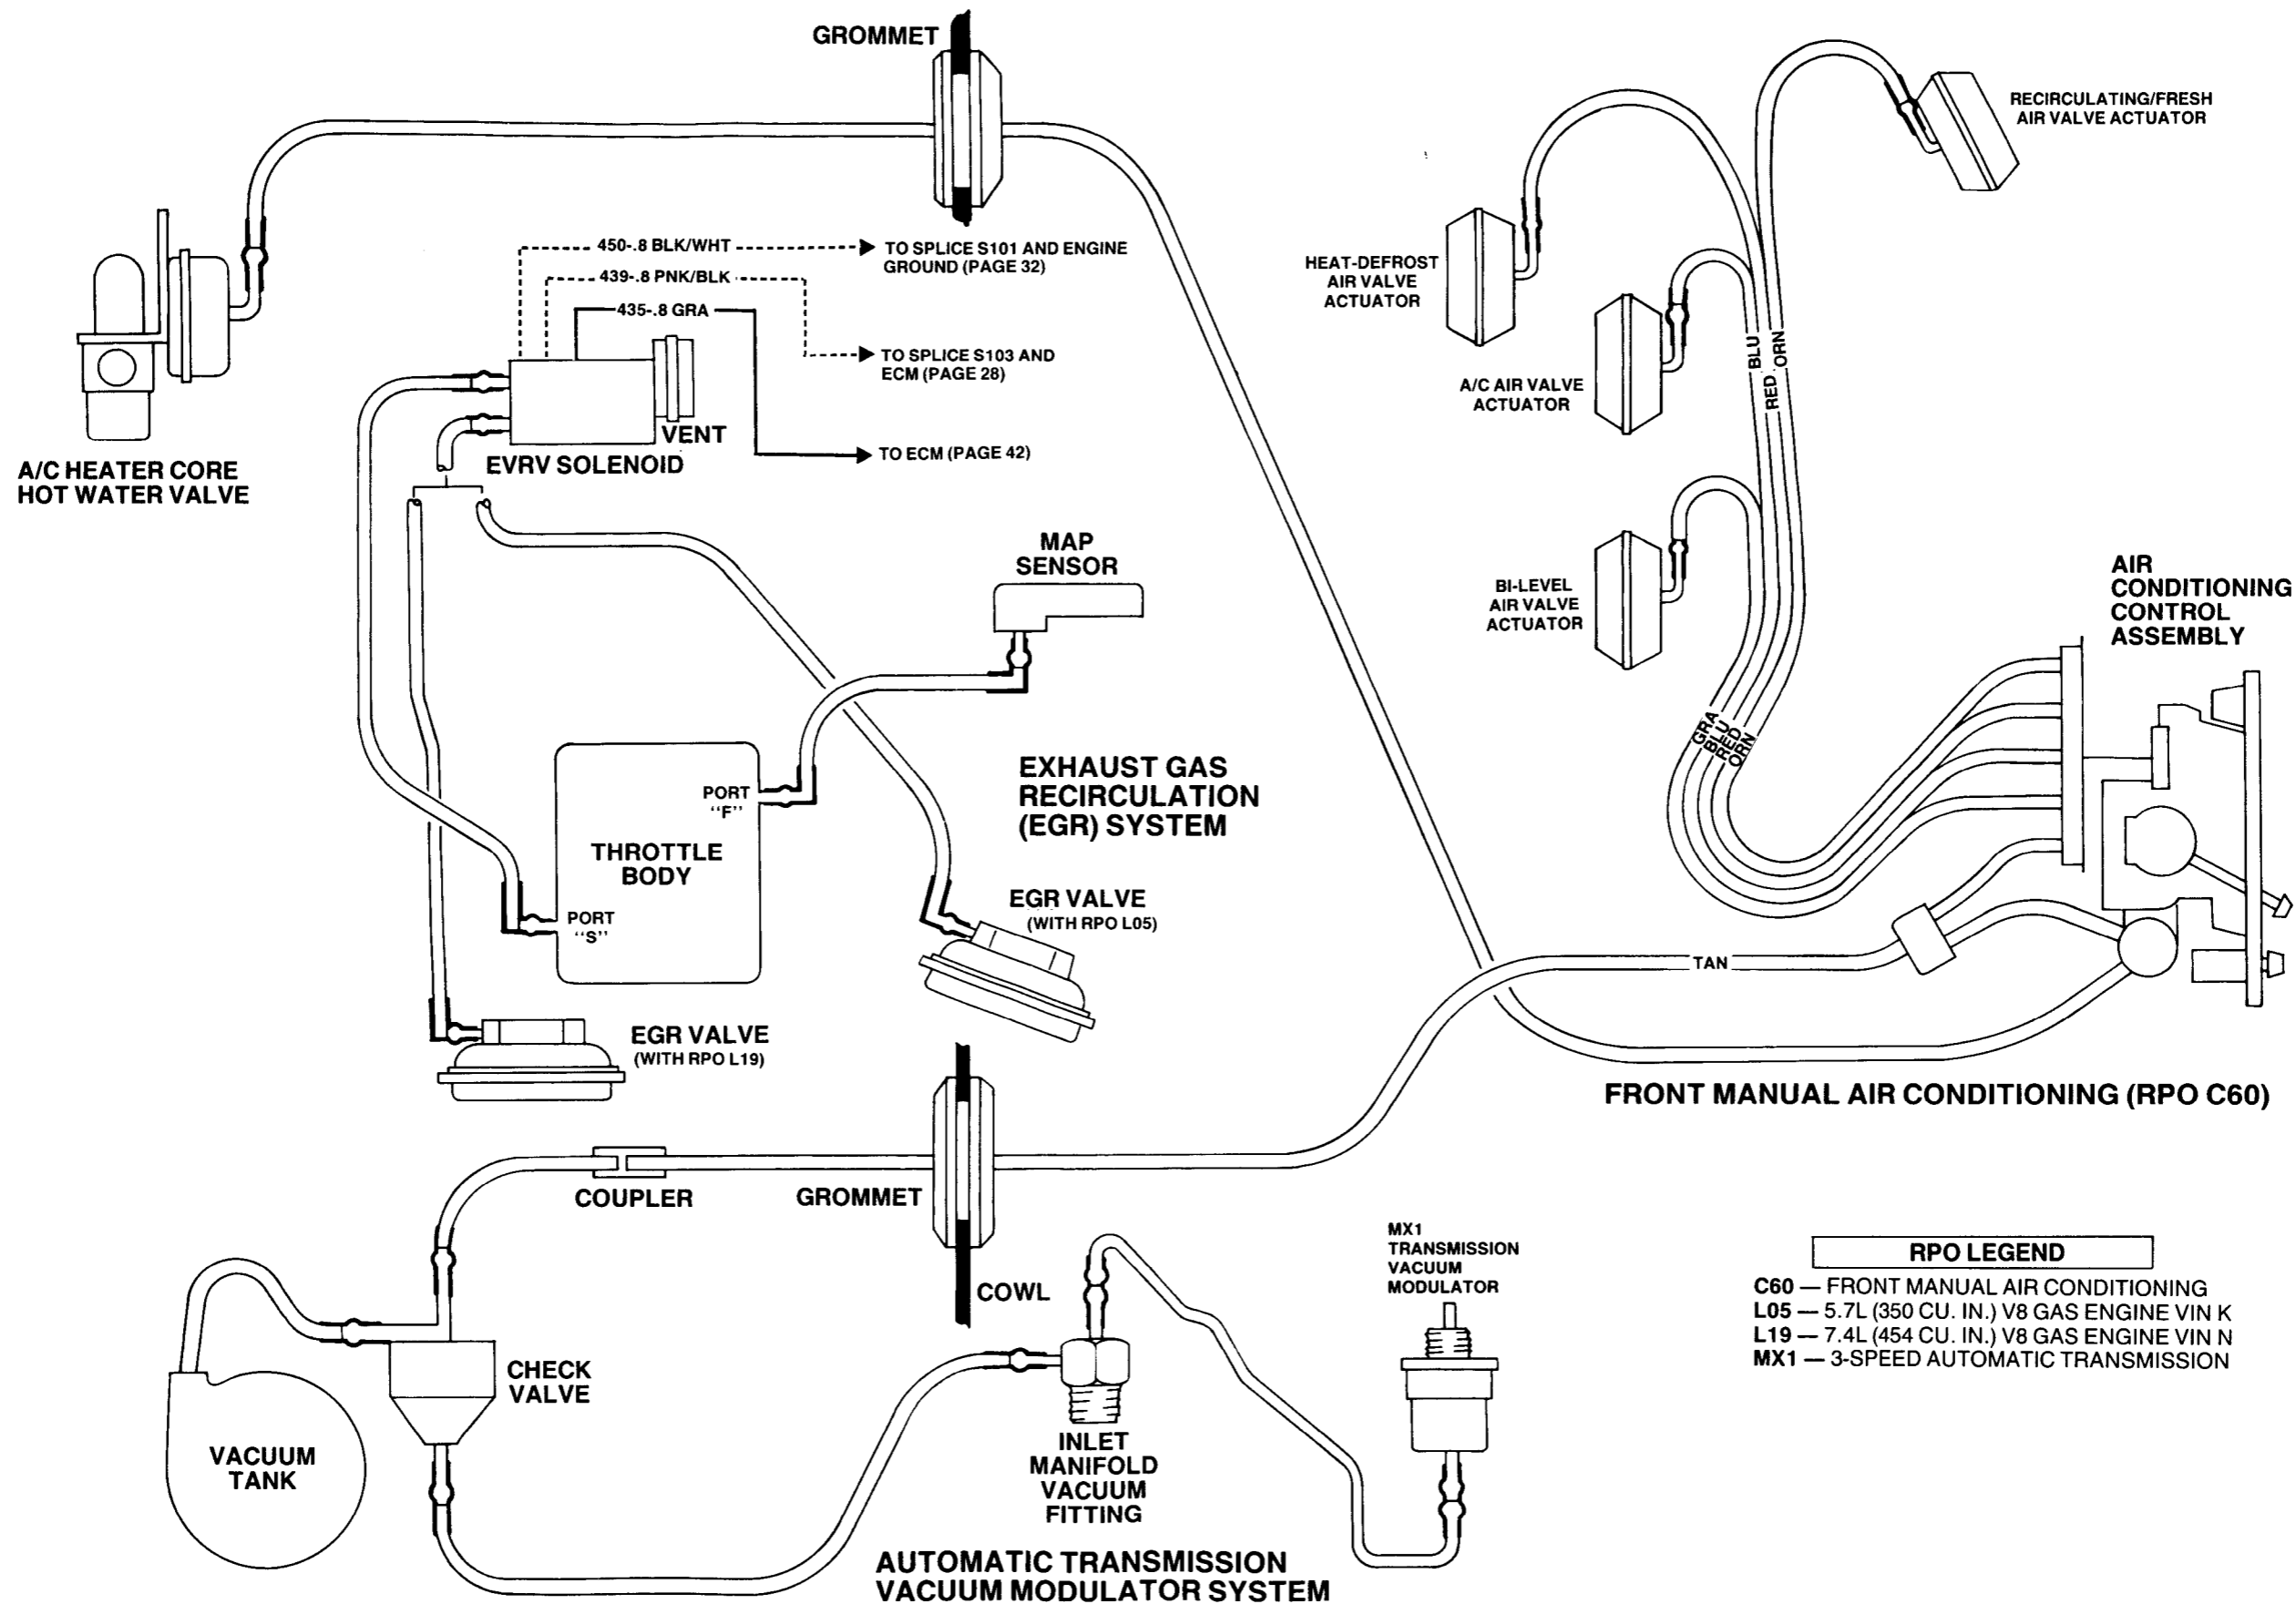 GROMMET
RECIRCULATING/FRESH
AIR VALVE ACTUATOR
450-.8 BLK/WHT
TO SPLICE S101 AND ENGINE
GROUND (PAGE 32)
439-.8 PNK/BLK
435-.8 GRA
TO SPLICE S103 AND
ECM (PAGE 28)
TO ECM (PAGE 42)
VENT
EVRV SOLENOID
A/C HEATER CORE
HOT WATER VALVE
HEAT-DEFROST
AIR VALVE
ACTUATOR
A/C AIR VALVE
ACTUATOR
BLU
ORN
RED
MAP
SENSOR
BI-LEVEL
AIR VALVE
ACTUATOR
AIR
CONDITIONING
CONTROL
ASSEMBLY
GRA
BLU
RED
ORN
EXHAUST GAS
RECIRCULATION
(EGR) SYSTEM
PORT
"F"
THROTTLE
BODY
PORT
"S"
EGR VALVE
(WITH RPO L05)
TAN
EGR VALVE
(WITH RPO L19)
FRONT MANUAL AIR CONDITIONING (RPO C60)
COUPLER
GROMMET
COWL
MX1
TRANSMISSION
VACUUM
MODULATOR
CHECK
VALVE
VACUUM
TANK
INLET
MANIFOLD
VACUUM
FITTING
AUTOMATIC TRANSMISSION
VACUUM MODULATOR SYSTEM
RPO LEGEND
C60 — FRONT MANUAL AIR CONDITIONING
L05 — 5.7L (350 CU. IN.) V8 GAS ENGINE VIN K
L19 — 7.4L (454 CU. IN.) V8 GAS ENGINE VIN N
MX1 — 3-SPEED AUTOMATIC TRANSMISSION